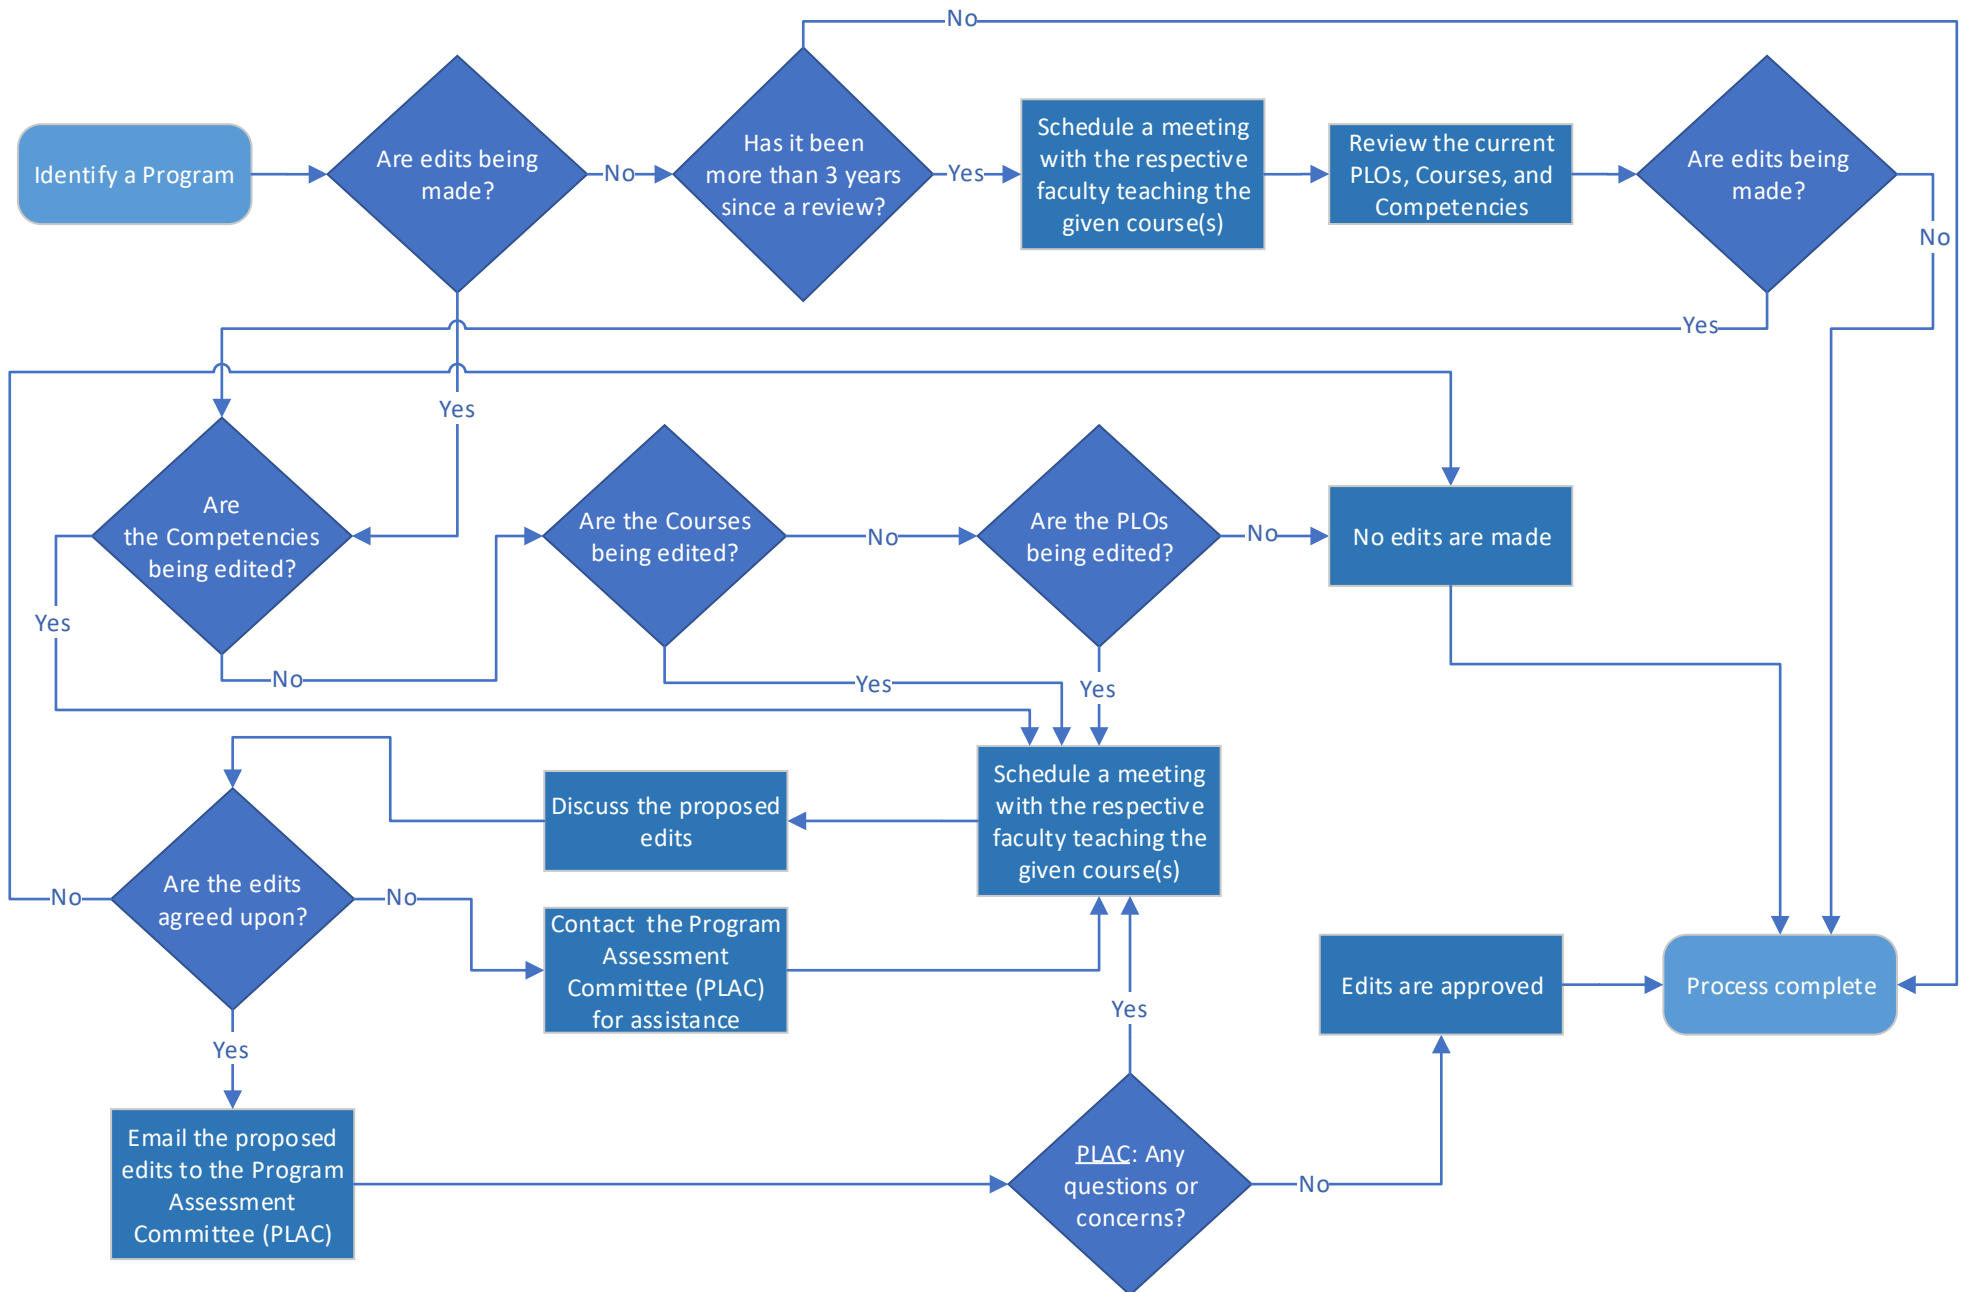 No
Identify a Program
Are edits being
made?
No
Has it been
more than 3 years
since a review?
Yes
Schedule a meeting
with the respective
faculty teaching the
given course(s)
Review the current
PLOs, Courses, and
Competencies
Are edits being
made?
No
Yes
Yes
Are
the Competencies
being edited?
Yes
No
Are the Courses
being edited?
No
Yes
Are the PLOs
being edited?
No
Yes
No edits are made
Schedule a meeting
with the respective
faculty teaching the
given course(s)
Discuss the proposed
edits
Are the edits
agreed upon?
No
No
Yes
Contact the Program
Assessment
Committee (PLAC)
for assistance
Email the proposed
edits to the Program
Assessment
Committee (PLAC)
PLAC: Any
questions or
concerns?
Yes
No
Edits are approved
Process complete